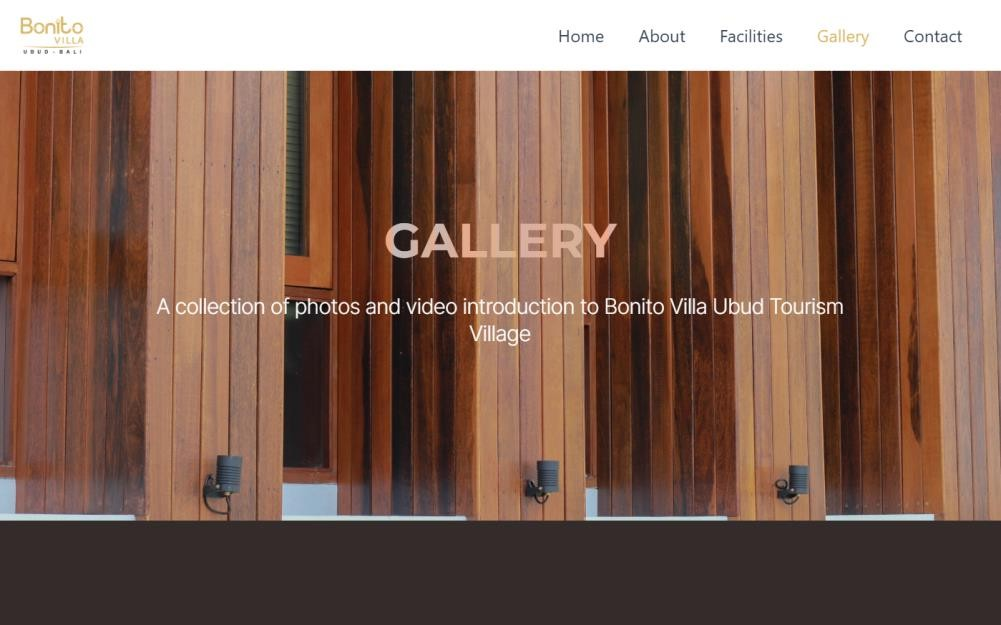 Bonito
VILLA
UBUD - BALI
Home
About
Facilities
Gallery
Contact
GALLERY
A collection of photos and video introduction to Bonito Villa Ubud Tourism
Village